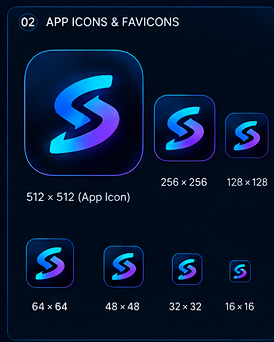 02 APP ICONS & FAVICONS
256 × 256
128 × 128
512 × 512 (App Icon)
64 × 64
48 × 48
32 × 32
16 × 16